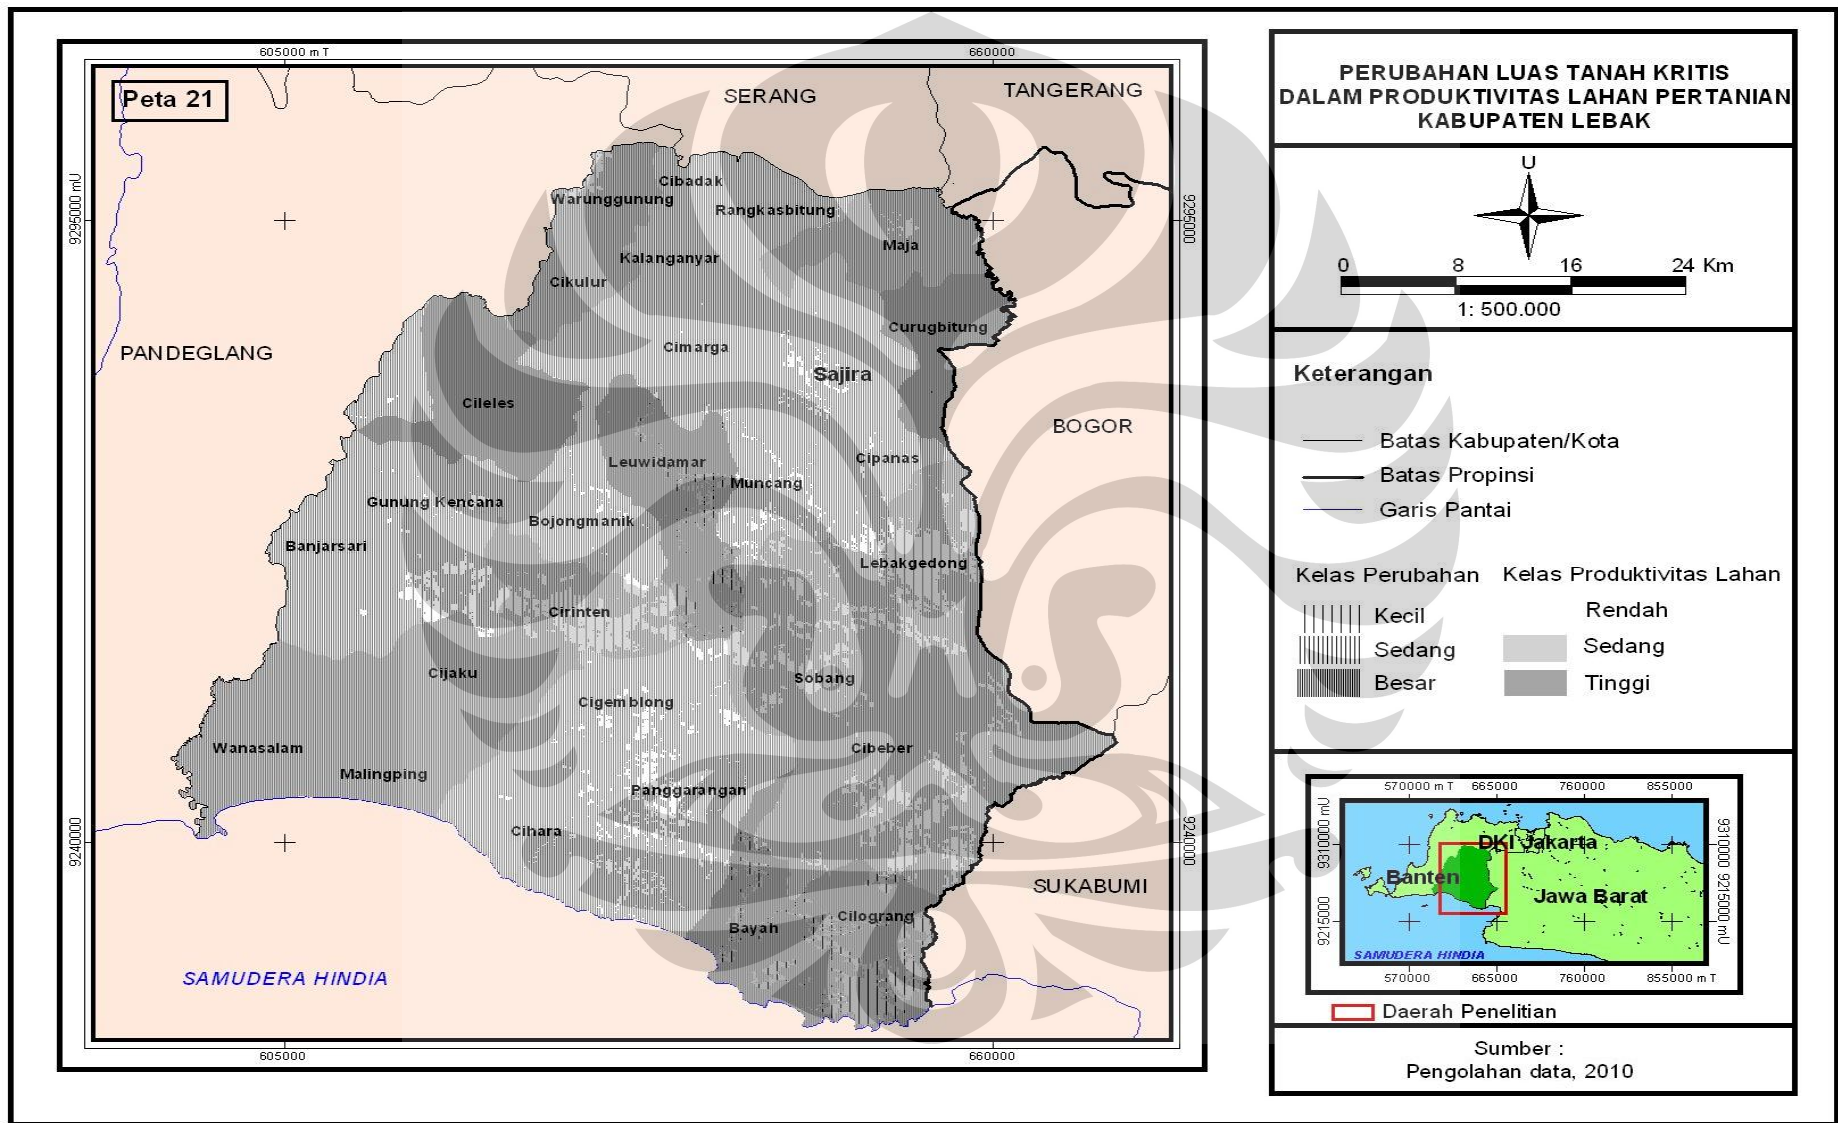 605000 m T
660000
Peta 21
SERANG
TANGERANG
9295000 mU
9295000
Cibadak
Warunggunung
Rangkasbitung
Maja
Kalanganyar
Cikulur
Curugbitung
PANDEGLANG
Cimarga
Sajira
Cileles
BOGOR
Leuwidamar
Cipanas
Muncang
Gunung Kencana
Bojongmanik
Banjarsari
Lebakgedong
Cirinten
Cijaku
Sobang
Cigemblong
Wanasalam
Cibeber
Malingping
Panggarangan
Cihara
9240000
9240000
SUKABUMI
Cilograng
Bayah
SAMUDERA HINDIA
605000
660000
PERUBAHAN LUAS TANAH KRITIS
DALAM PRODUKTIVITAS LAHAN PERTANIAN
KABUPATEN LEBAK
U
0 8 16 24 Km
1: 500.000
Keterangan
Batas Kabupaten/Kota
Batas Propinsi
Garis Pantai
Kelas Perubahan
Kecil
Sedang
Besar
Kelas Produktivitas Lahan
Rendah
Sedang
Tinggi
570000 m T 665000 760000 855000
9310000 mU
9215000
DKI Jakarta
Banten
Jawa Barat
SAMUDERA HINDIA
9310000
9215000 mU
570000 665000 760000 855000 m T
Daerah Penelitian
Sumber :
Pengolahan data, 2010